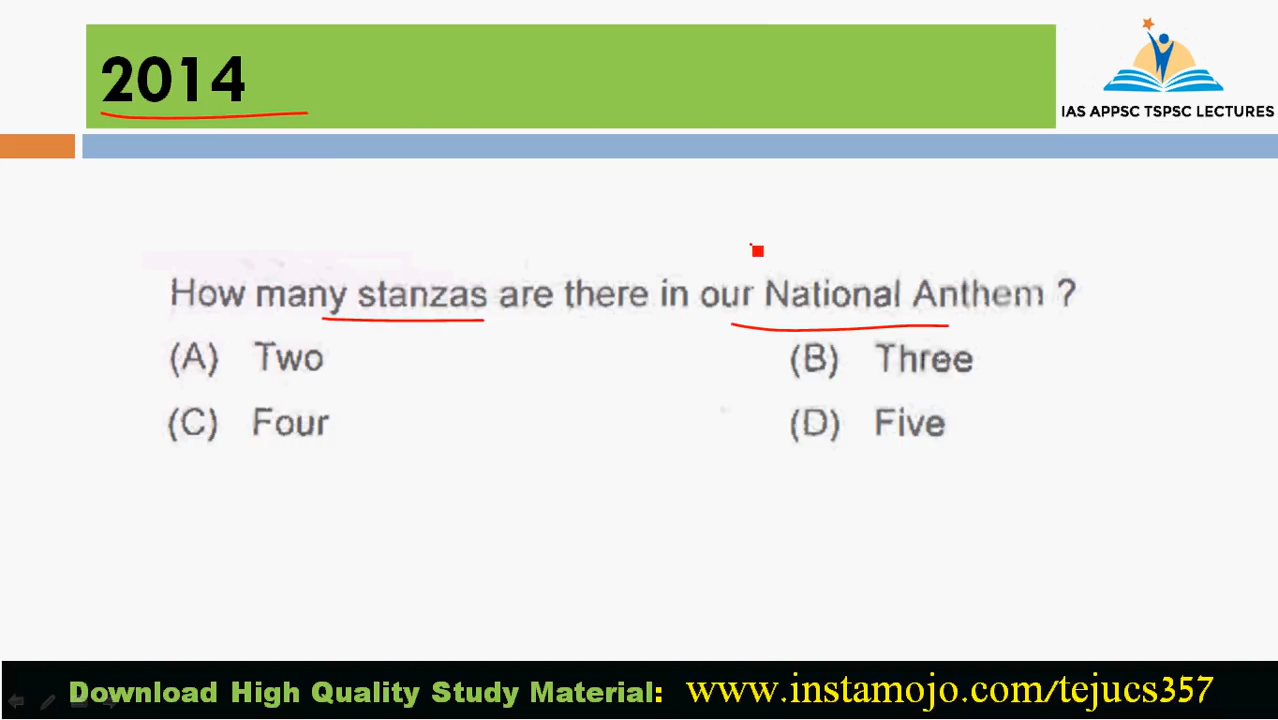 2014
IAS APPSC TSPSC LECTURES
How many stanzas are there in our National Anthem ?
(A) Two
(B) Three
(C) Four
(D) Five
Download High Quality Study Material: www.instamojo.com/tejucs357